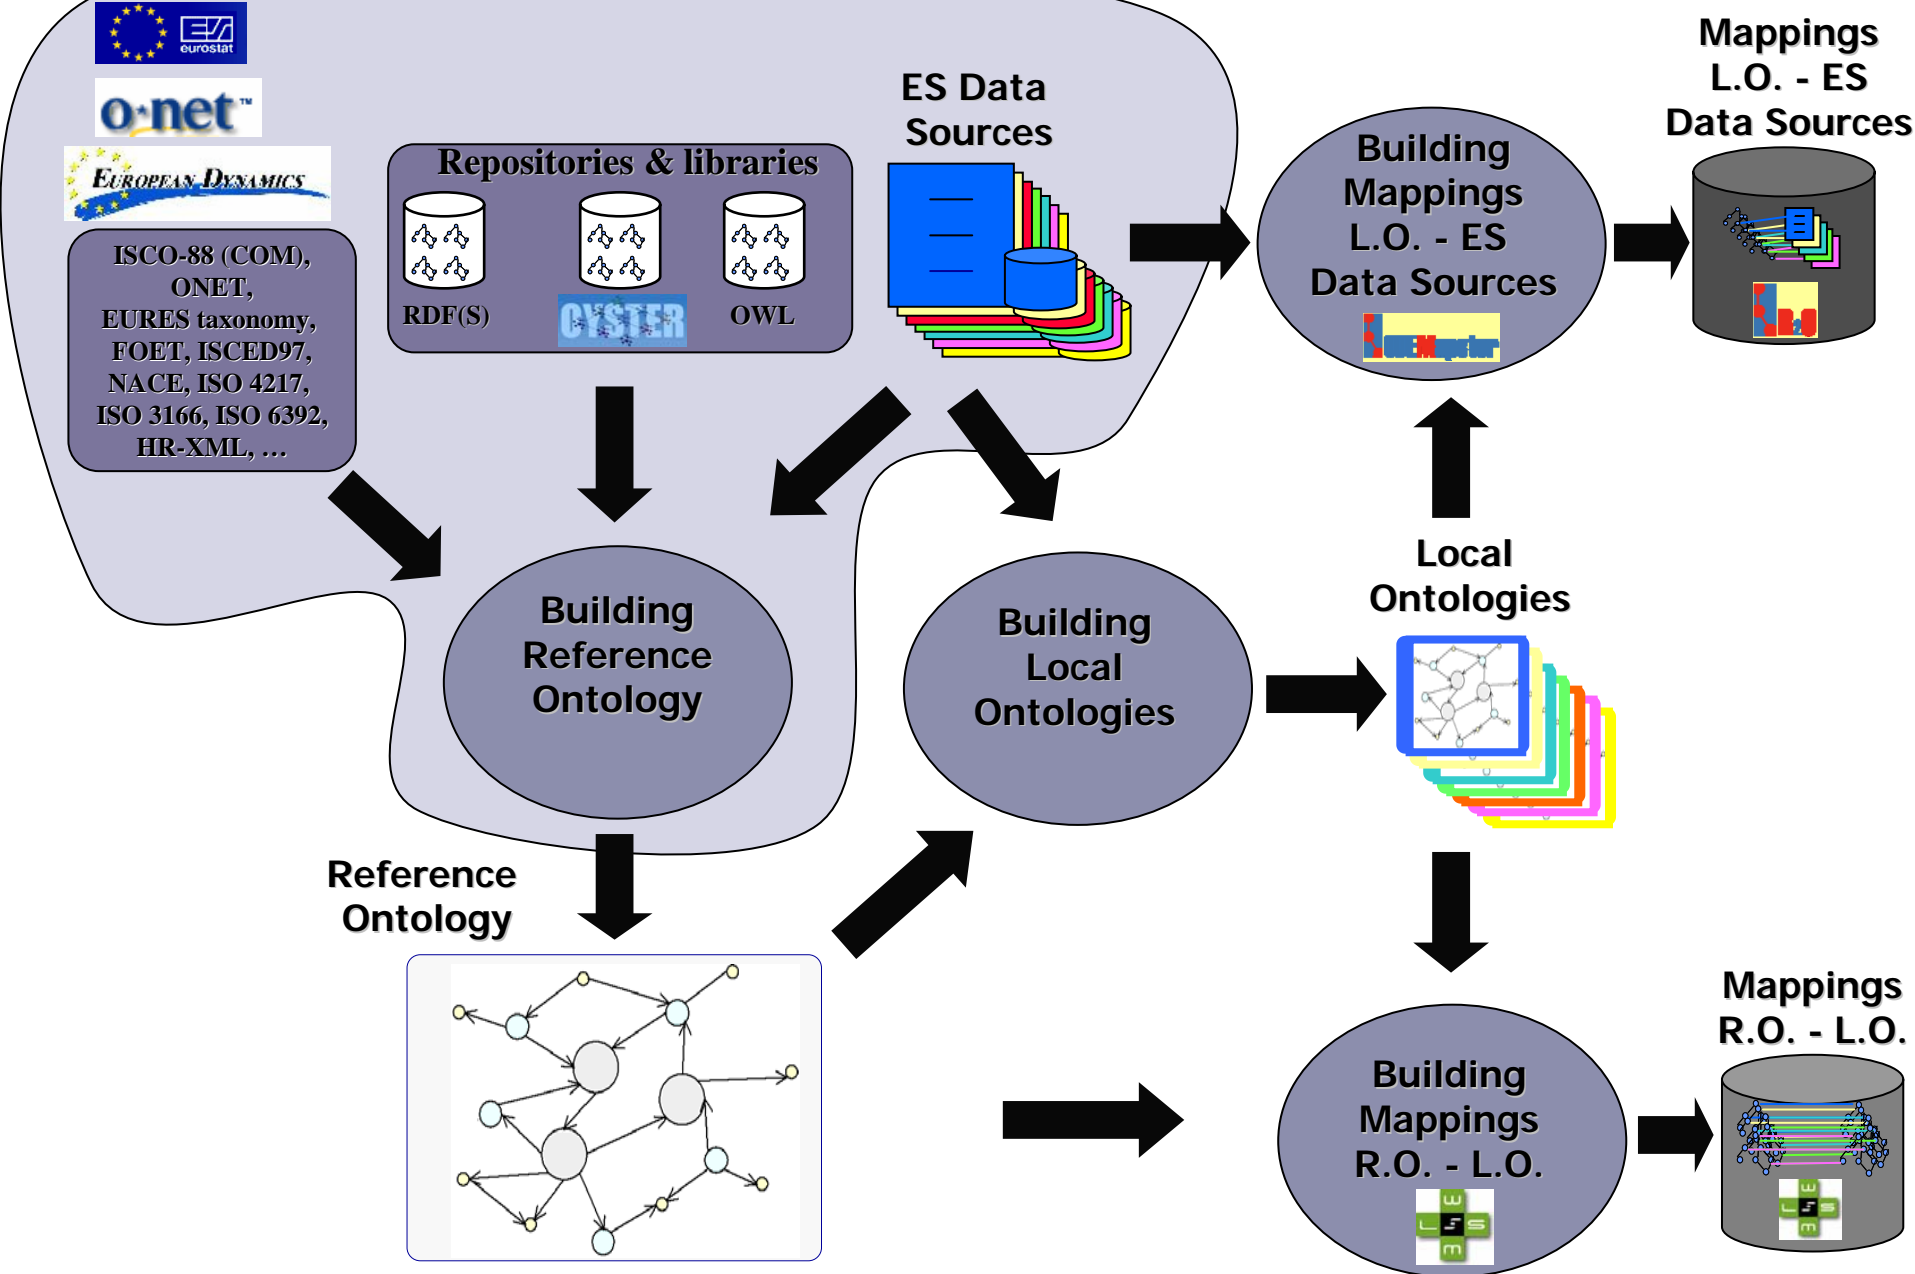 eurostat
o*net™
EUROPEAN DYNAMICS
ISCO-88 (COM),
ONET,
EURES taxonomy,
FOET, ISCED97,
NACE, ISO 4217,
ISO 3166, ISO 6392,
HR-XML, …
Repositories & libraries
RDF(S)
OYSTER
OWL
ES Data
Sources
Building
Mappings
L.O. - ES
Data Sources
Mappings
L.O. - ES
Data Sources
R2O
Building
Reference
Ontology
Building
Local
Ontologies
Local
Ontologies
Reference
Ontology
Building
Mappings
R.O. - L.O.
Mappings
R.O. - L.O.